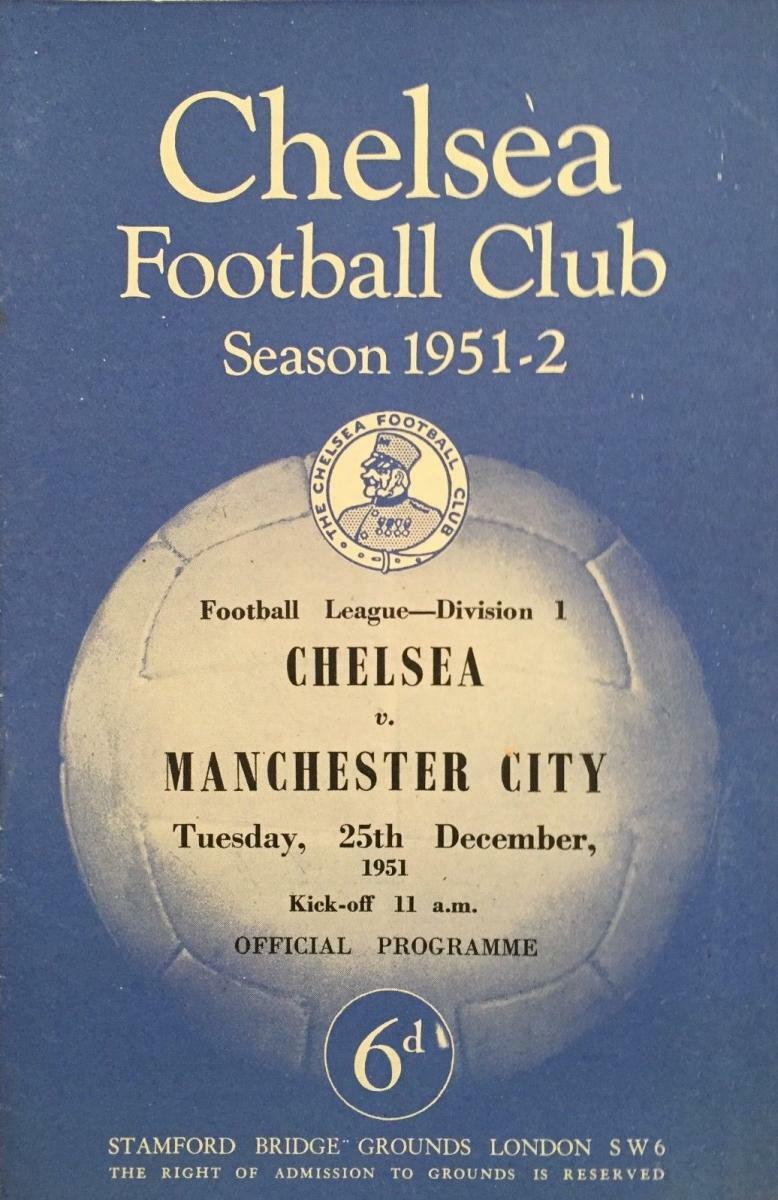 Chelsea
Football Club
Season 1951-2
THE CHELSEA FOOTBALL CLUB
Football League—Division 1
CHELSEA
v.
MANCHESTER CITY
Tuesday, 25th December,
1951
Kick-off 11 a.m.
OFFICIAL PROGRAMME
6d
STAMFORD BRIDGE GROUNDS LONDON SW6
THE RIGHT OF ADMISSION TO GROUNDS IS RESERVED